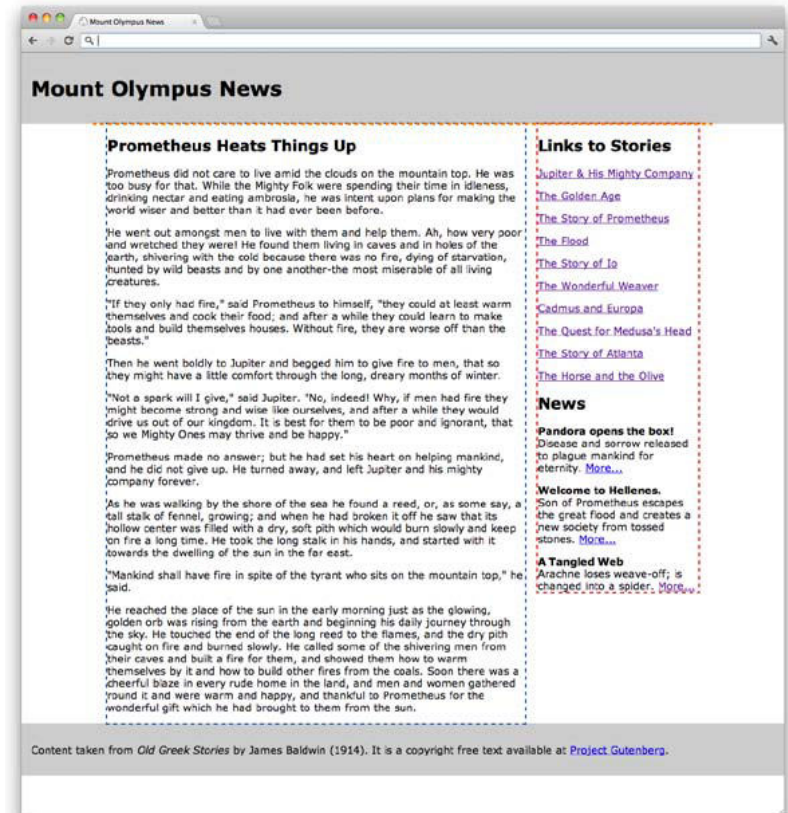 Mount Olympus News
Mount Olympus News
Prometheus Heats Things Up
Prometheus did not care to live amid the clouds on the mountain top. He was
too busy for that. While the Mighty Folk were spending their time in idleness,
drinking nectar and eating ambrosia, he was intent upon plans for making the
world wiser and better than it had ever been before.
He went out amongst men to live with them and help them. Ah, how very poor
and wretched they were! He found them living in caves and in holes of the
earth, shivering with the cold because there was no fire, dying of starvation,
hunted by wild beasts and by one another-the most miserable of all living
creatures.
"If they only had fire," said Prometheus to himself, "they could at least warm
themselves and cook their food; and after a while they could learn to make
tools and build themselves houses. Without fire, they are worse off than the
beasts."
Then he went boldly to Jupiter and begged him to give fire to men, that so
they might have a little comfort through the long, dreary months of winter.
"Not a spark will I give," said Jupiter. "No, indeed! Why, if men had fire they
might become strong and wise like ourselves, and after a while they would
drive us out of our kingdom. It is best for them to be poor and ignorant, that
so we Mighty Ones may thrive and be happy."
Prometheus made no answer; but he had set his heart on helping mankind,
and he did not give up. He turned away, and left Jupiter and his mighty
company forever.
As he was walking by the shore of the sea he found a reed, or, as some say, a
tall stalk of fennel, growing; and when he had broken it off he saw that its
hollow center was filled with a dry, soft pith which would burn slowly and keep
on fire a long time. He took the long stalk in his hands, and started with it
towards the dwelling of the sun in the far east.
"Mankind shall have fire in spite of the tyrant who sits on the mountain top," he
said.
He reached the place of the sun in the early morning just as the glowing,
golden orb was rising from the earth and beginning his daily journey through
the sky. He touched the end of the long reed to the flames, and the dry pith
caught on fire and burned slowly. He called some of the shivering men from
their caves and built a fire for them, and showed them how to warm
themselves by it and how to build other fires from the coals. Soon there was a
cheerful blaze in every rude home in the land, and men and women gathered
round it and were warm and happy, and thankful to Prometheus for the
wonderful gift which he had brought to them from the sun.
Links to Stories
Jupiter & His Mighty Company
The Golden Age
The Story of Prometheus
The Flood
The Story of Io
The Wonderful Weaver
Cadmus and Europa
The Quest for Medusa's Head
The Story of Atlanta
The Horse and the Olive
News
Pandora opens the box!
Disease and sorrow released
to plague mankind for
eternity. More...
Welcome to Hellenes.
Son of Prometheus escapes
the great flood and creates a
new society from tossed
stones. More...
A Tangled Web
Arachne loses weave-off; is
changed into a spider. More...
Content taken from Old Greek Stories by James Baldwin (1914). It is a copyright free text available at Project Gutenberg.